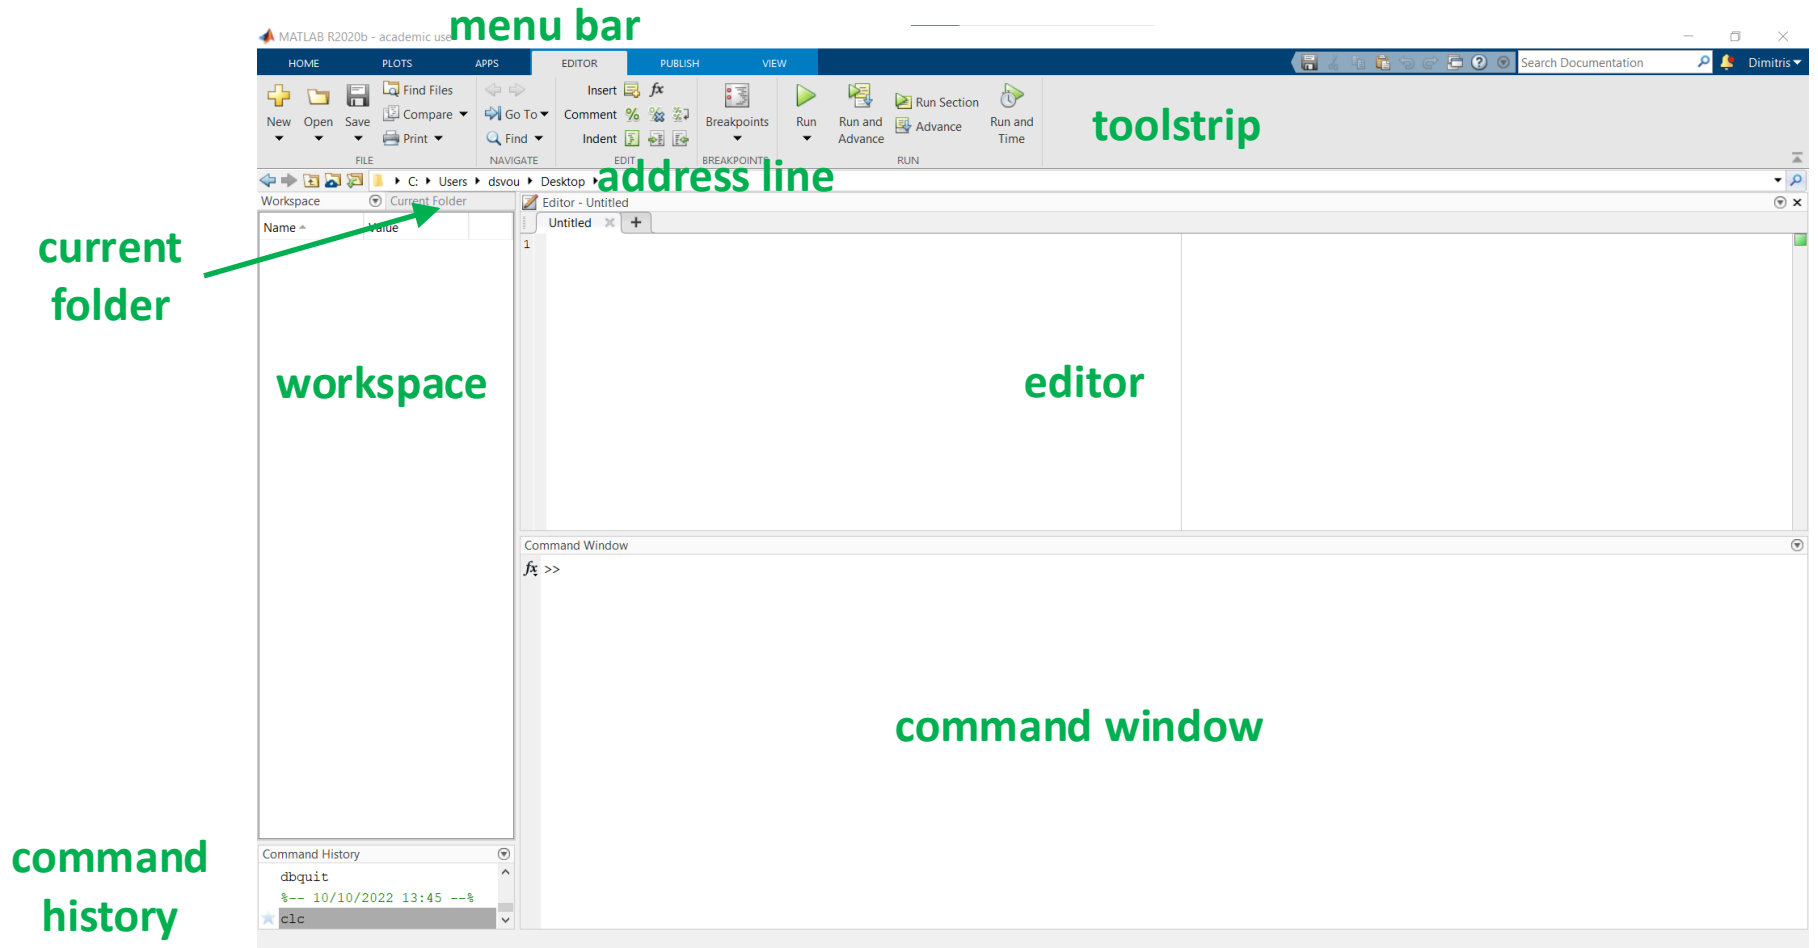 menu bar
MATLAB R2020b - academic use
HOME PLOTS APPS EDITOR PUBLISH VIEW Search Documentation Dimitris
Find Files Insert fx
New Open Save Compare Go To Comment Breakpoints Run Run and Advance Run Section Run and Time
Print Find Indent Advance
toolstrip
FILE NAVIGATE EDIT BREAKPOINTS RUN
C: Users dsvou Desktop
address line
Workspace Current Folder Editor - Untitled
Name Value Untitled +
1
current
folder
workspace
editor
Command Window
fx >>
command window
command
history
Command History
dbquit
%-- 10/10/2022 13:45 --%
clc